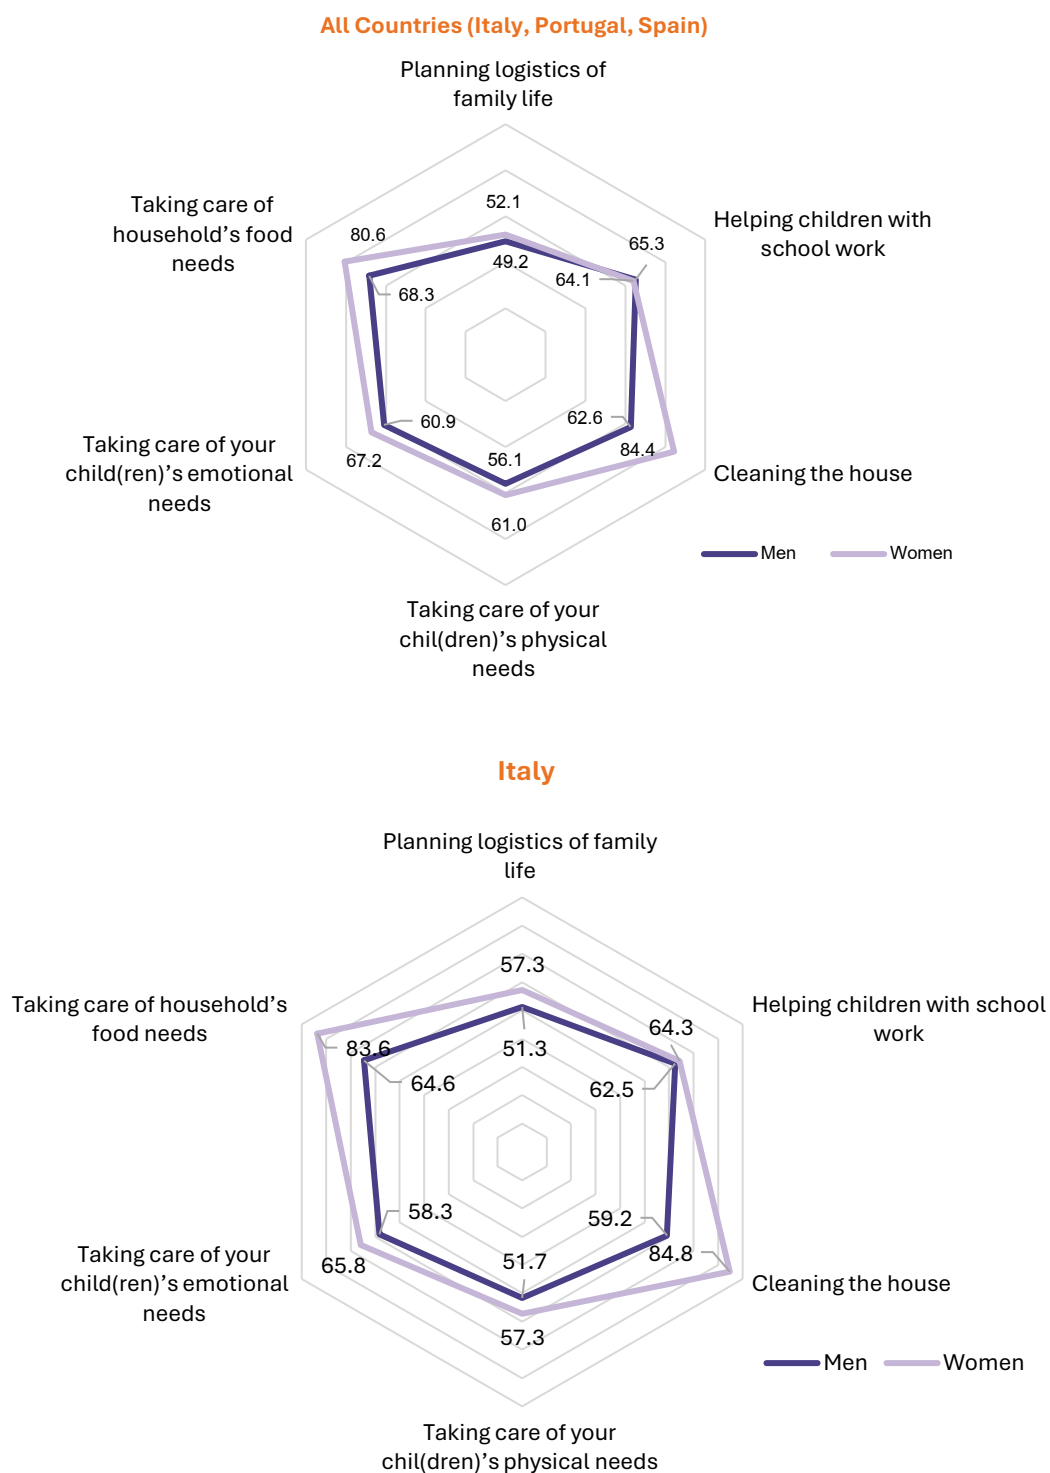 All Countries (Italy, Portugal, Spain)
Planning logistics of
family life
Taking care of
household’s food
needs
Helping children with
school work
52.1
80.6
65.3
49.2
64.1
68.3
60.9
62.6
84.4
67.2
56.1
61.0
Taking care of your
child(ren)’s emotional
needs
Cleaning the house
Men
Women
Taking care of your
chil(dren)’s physical
needs
Italy
Planning logistics of family
life
Taking care of household’s
food needs
Helping children with school
work
57.3
64.3
83.6
51.3
64.6
62.5
58.3
59.2
84.8
65.8
51.7
57.3
Taking care of your
child(ren)’s emotional
needs
Cleaning the house
Men
Women
Taking care of your
chil(dren)’s physical needs